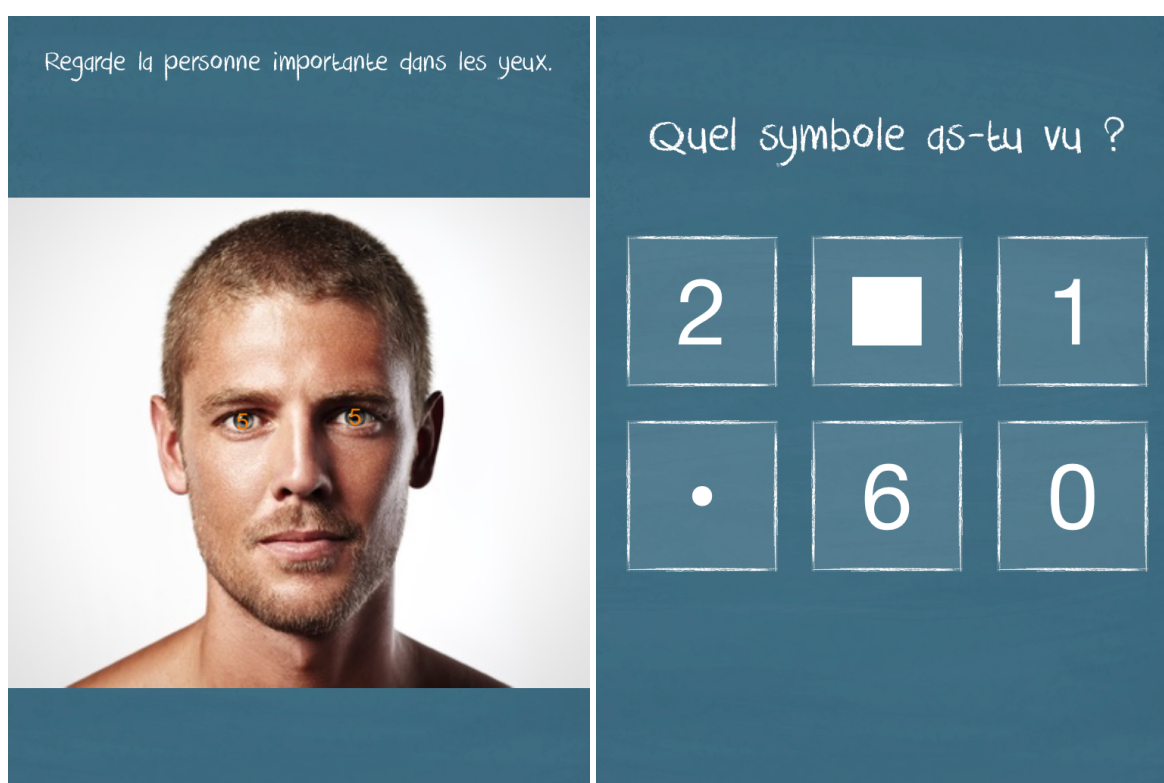 Regarde la personne importante dans les yeux.
5 5
Quel symbole as-tu vu ?
2 1
6 0